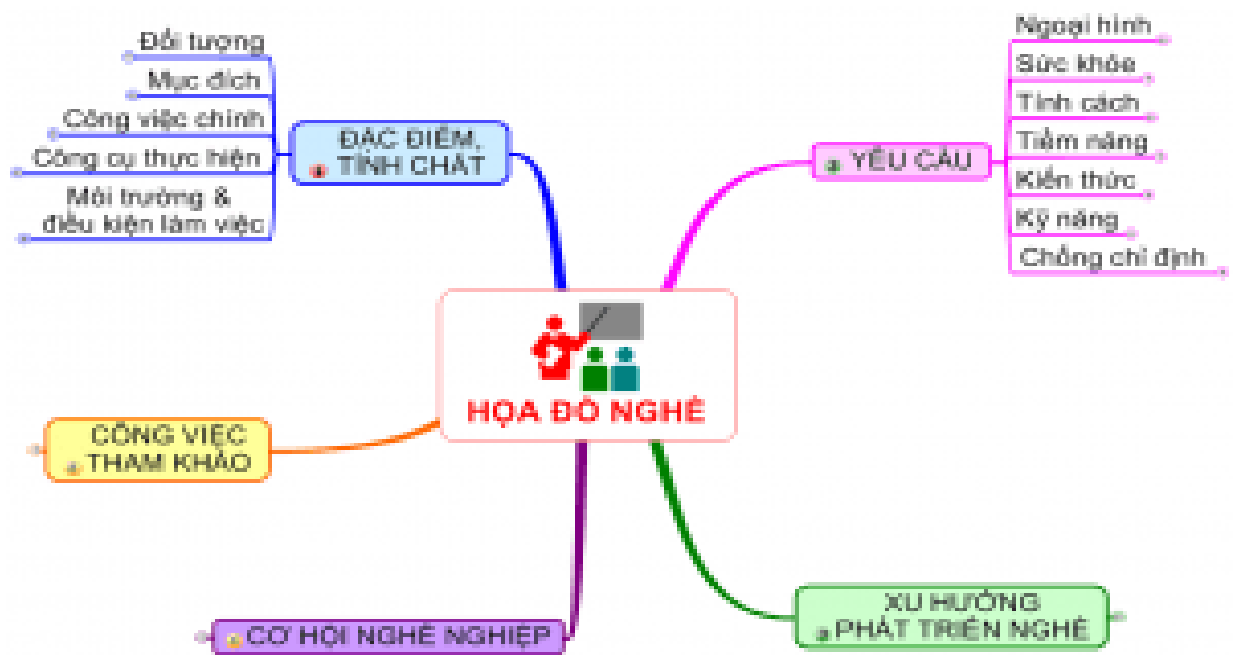 Đối tượng
Mục đích
Công việc chính
Công cụ thực hiện
Môi trường &
điều kiện làm việc
ĐẶC ĐIỂM,
TÍNH CHẤT
YÊU CẦU
Ngoại hình
Sức khỏe
Tính cách
Tiềm năng
Kiến thức
Kỹ năng
Chống chỉ định
HỌA ĐỒ NGHỀ
CÔNG VIỆC
THAM KHẢO
CƠ HỘI NGHỀ NGHIỆP
XU HƯỚNG
PHÁT TRIỂN NGHỀ